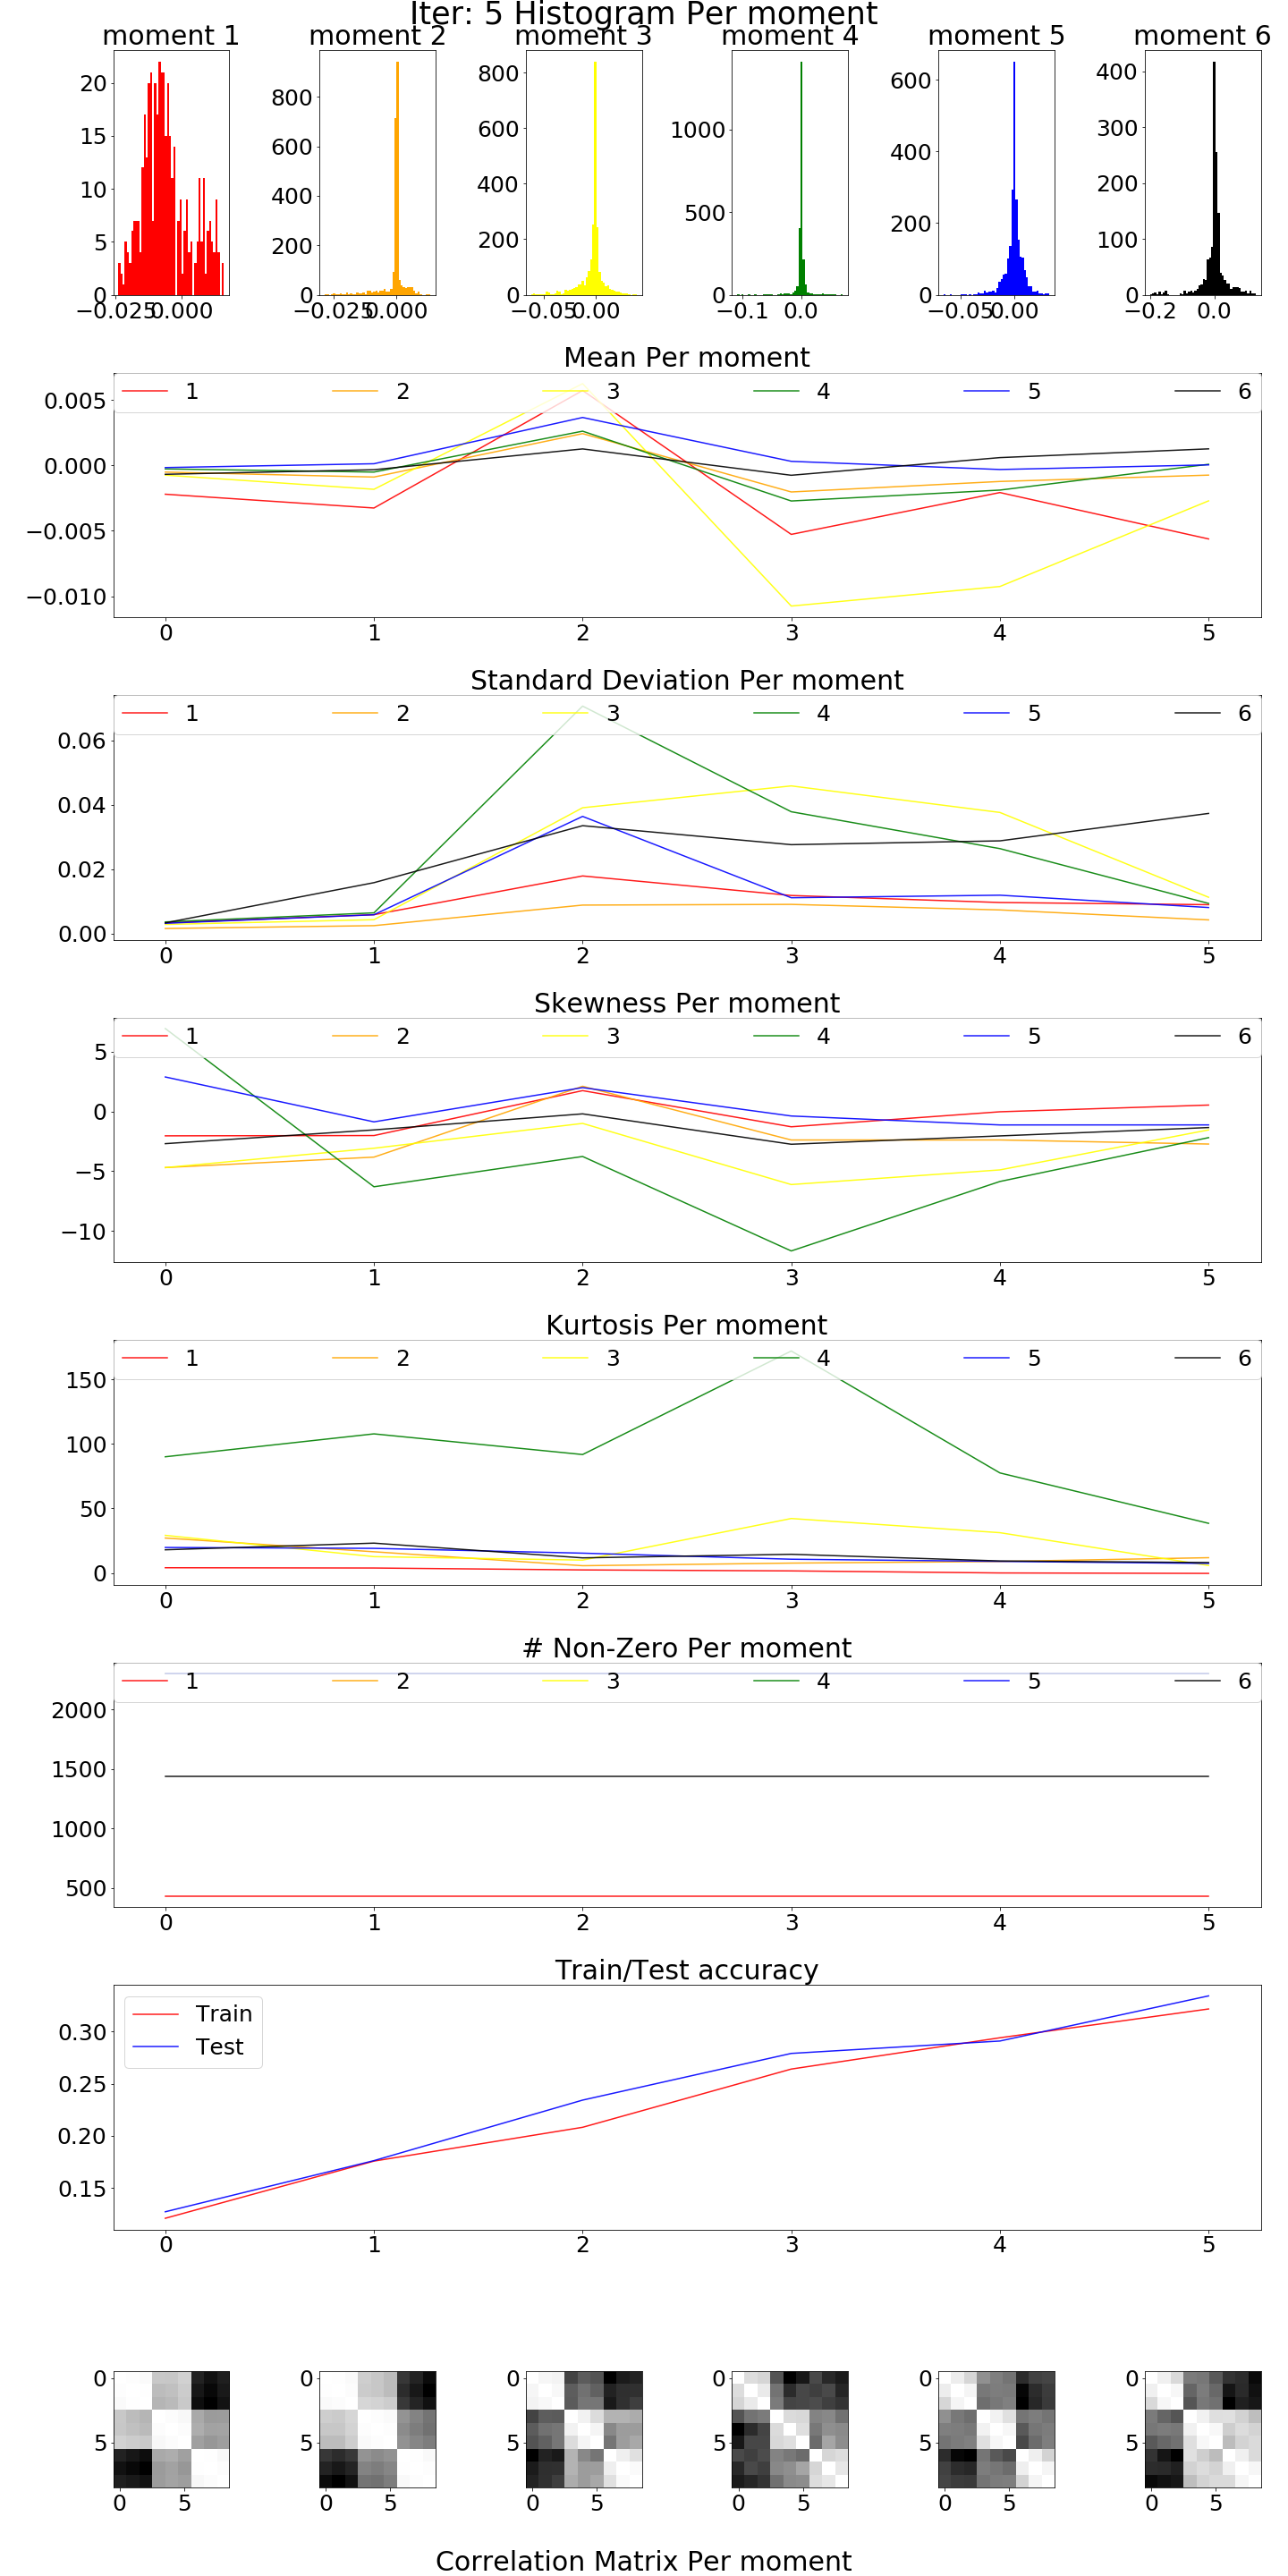 Iter: 5 Histogram Per moment
moment 1 moment 2 moment 3 moment 4 moment 5 moment 6
20
15
10
5
0
−0.025 0.000
800
600
400
200
0
−0.025 0.000
800
600
400
200
0
−0.05 0.00
1000
500
0
−0.1 0.0
600
400
200
0
−0.05 0.00
400
300
200
100
0
−0.2 0.0
Mean Per moment
1 2 3 4 5 6
0.005
0.000
−0.005
−0.010
0 1 2 3 4 5
Standard Deviation Per moment
1 2 3 4 5 6
0.06
0.04
0.02
0.00
0 1 2 3 4 5
Skewness Per moment
1 2 3 4 5 6
5
0
−5
−10
0 1 2 3 4 5
Kurtosis Per moment
1 2 3 4 5 6
150
100
50
0
0 1 2 3 4 5
# Non-Zero Per moment
1 2 3 4 5 6
2000
1500
1000
500
0 1 2 3 4 5
Train/Test accuracy
Train
Test
0.30
0.25
0.20
0.15
0 1 2 3 4 5
0 0 0 0 0 0
5 5 5 5 5 5
0 5 0 5 0 5 0 5 0 5 0 5
Correlation Matrix Per moment